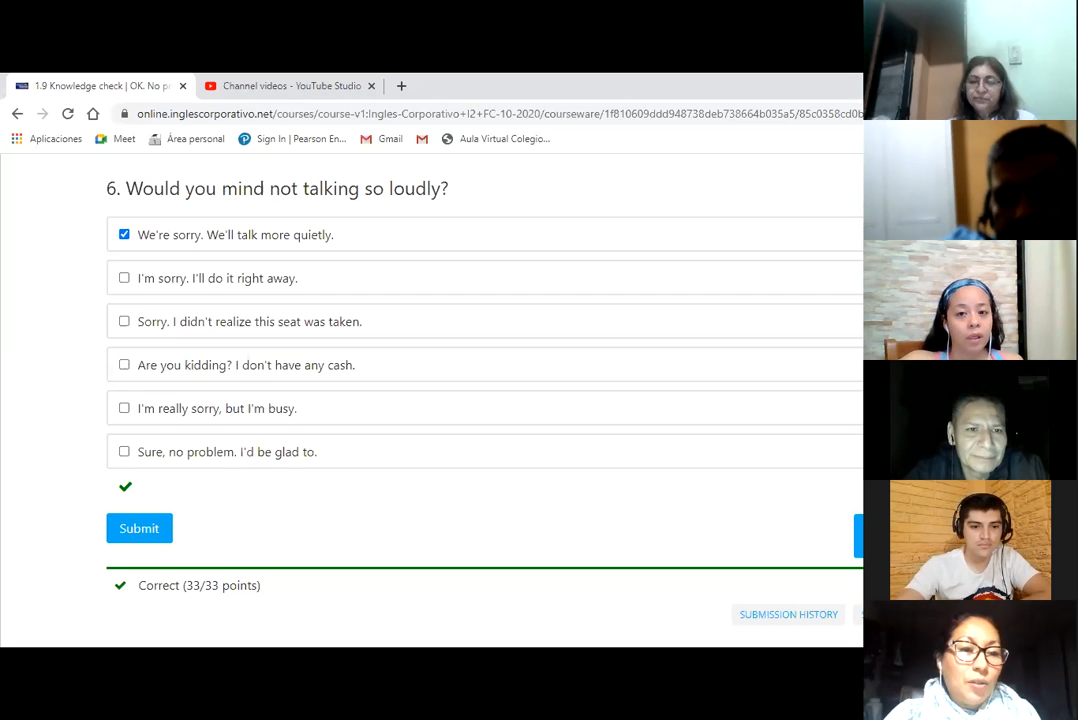 1.9 Knowledge check | OK. No pr
Channel videos - YouTube Studio
online.inglescorporativo.net/courses/course-v1:Ingles-Corporativo+I2+FC-10-2020/courseware/1f810609ddd948738deb738664b035a5/85c0358cd0b
Aplicaciones
Meet
Área personal
Sign In | Pearson En...
Gmail
Aula Virtual Colegio...
6. Would you mind not talking so loudly?
We're sorry. We'll talk more quietly.
I'm sorry. I'll do it right away.
Sorry. I didn't realize this seat was taken.
Are you kidding? I don't have any cash.
I'm really sorry, but I'm busy.
Sure, no problem. I'd be glad to.
Submit
Correct (33/33 points)
SUBMISSION HISTORY